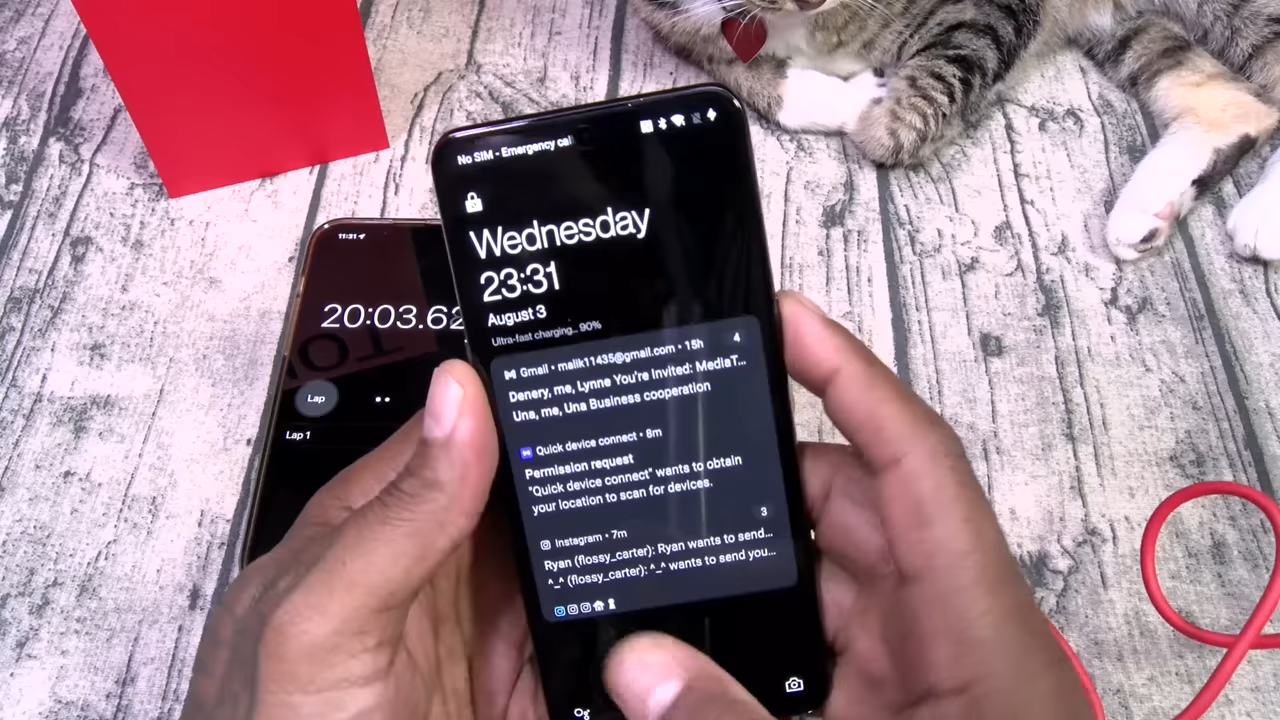 No SIM - Emergency cal
Wednesday
23:31
August 3
Ultra-fast charging... 90%
Gmail • malik11435@gmail.com • 15h
4
Denery, me, Lynne You're Invited: MediaT...
Una, me, Una Business cooperation
Quick device connect • 8m
Permission request
"Quick device connect" wants to obtain
your location to scan for devices.
3
Instagram • 7m
Ryan (flossy_carter): Ryan wants to send...
^_^ (flossy_carter): ^_^ wants to send you...
11:31
20:03.62
Lap
Lap 1